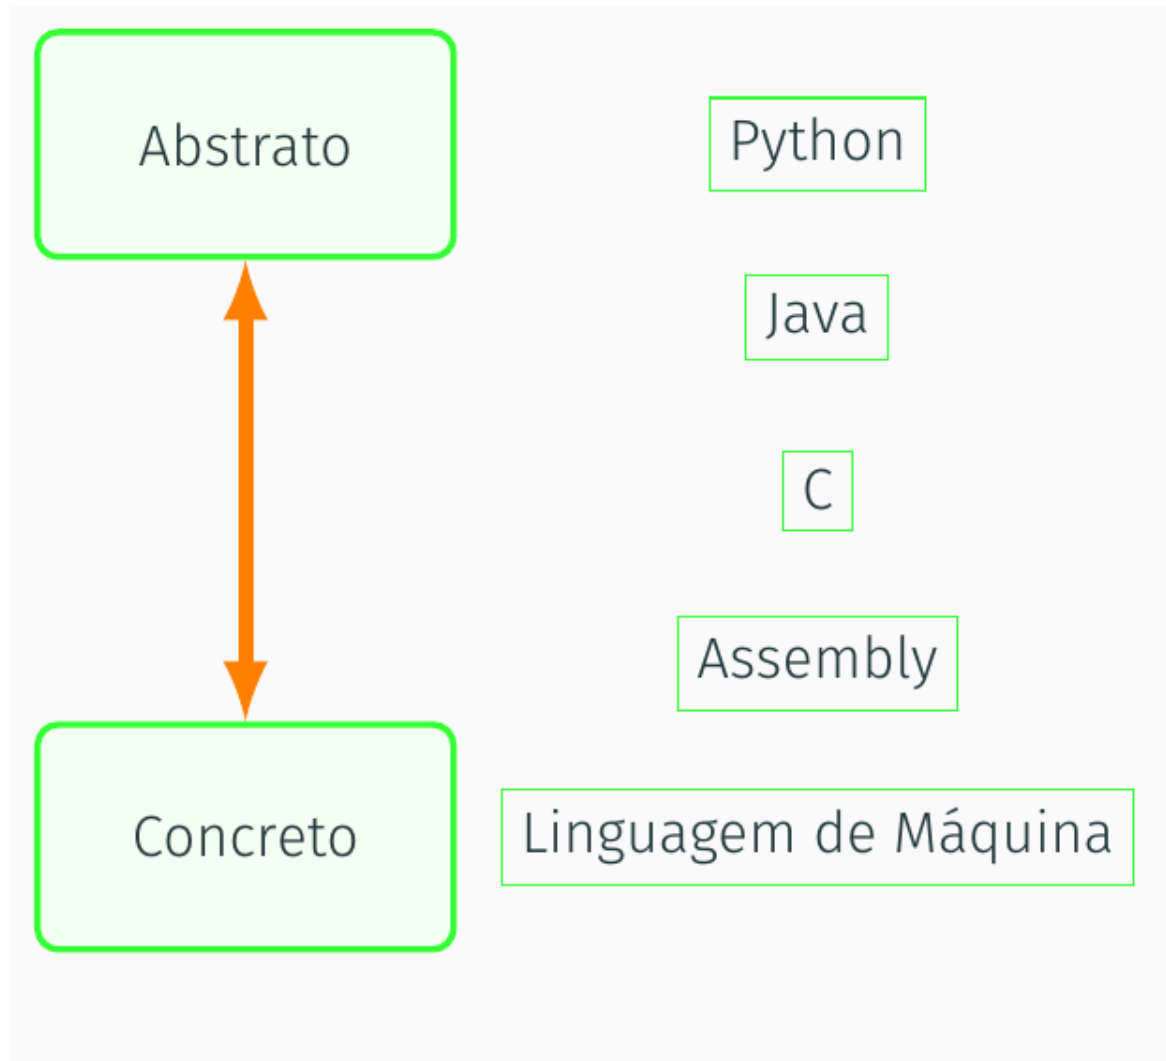 Abstrato
Python
Java
C
Assembly
Concreto
Linguagem de Máquina